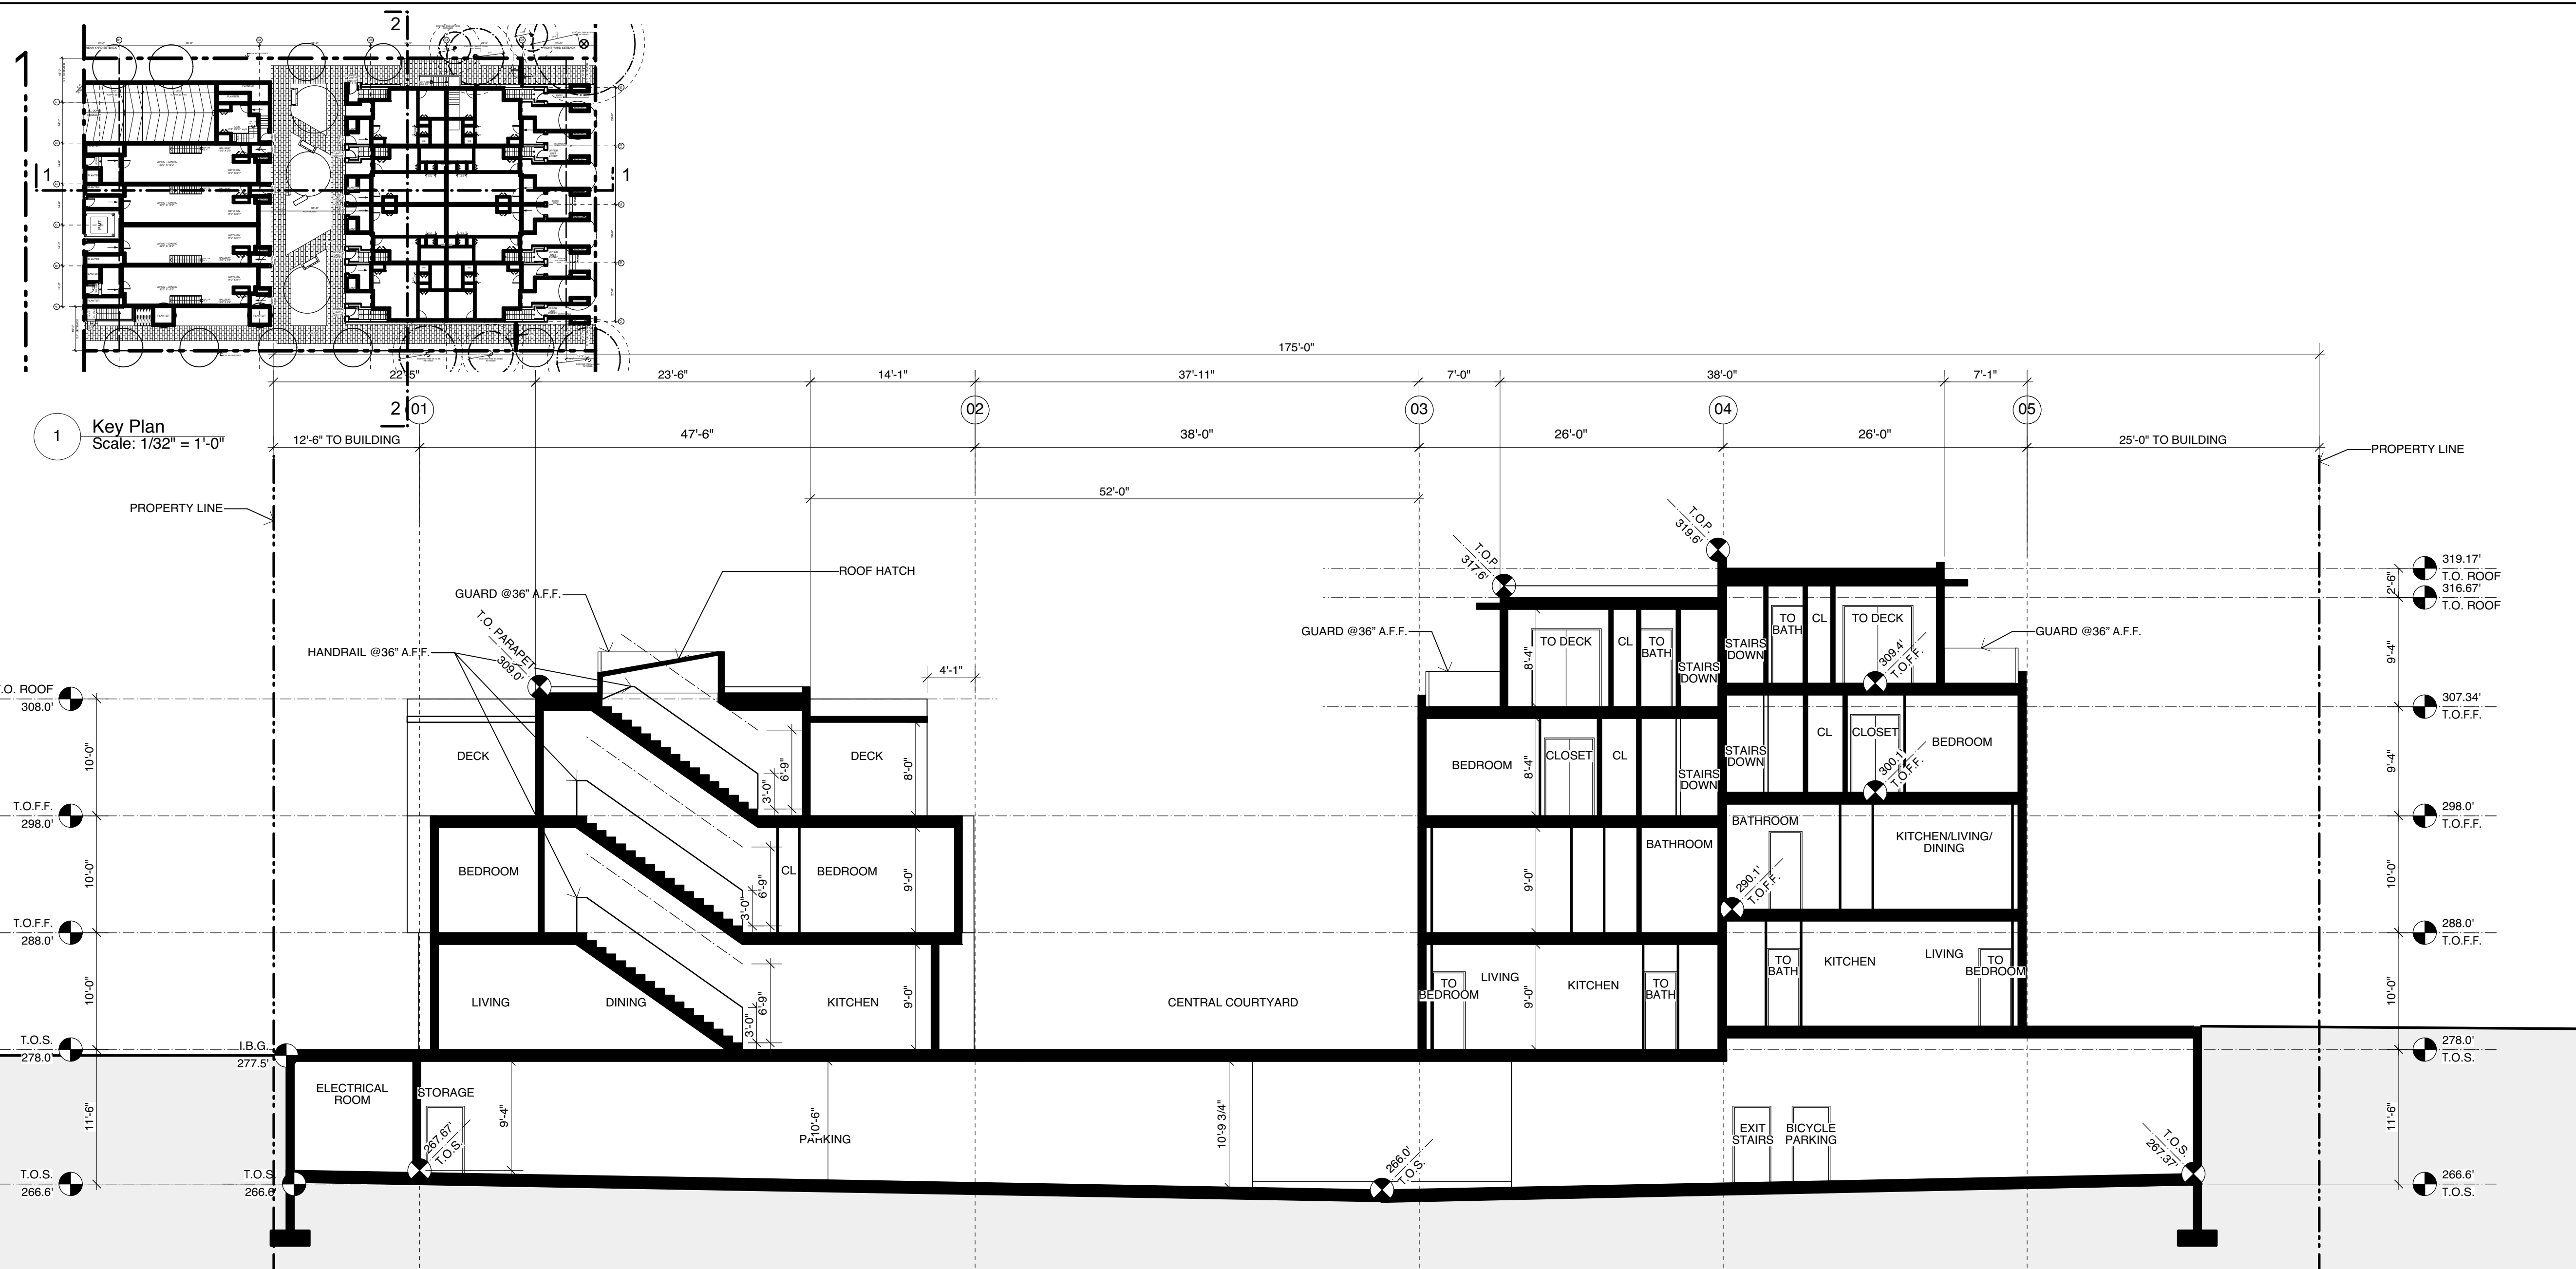 2
1
1
1
2
1
Key Plan
Scale: 1/32" = 1'-0"
175'-0"
22'-5"
23'-6"
14'-1"
37'-11"
7'-0"
38'-0"
7'-1"
01
02
03
04
05
12'-6" TO BUILDING
47'-6"
38'-0"
26'-0"
26'-0"
25'-0" TO BUILDING
PROPERTY LINE
PROPERTY LINE
52'-0"
T.O.P.
319.6'
T.O.P
317.6'
ROOF HATCH
GUARD @36" A.F.F.
T.O. PARAPET
309.0'
HANDRAIL @36" A.F.F.
GUARD @36" A.F.F.
GUARD @36" A.F.F.
319.17'
T.O. ROOF
2'-6"
316.67'
T.O. ROOF
9'-4"
307.34'
T.O.F.F.
9'-4"
298.0'
T.O.F.F.
10'-0"
288.0'
T.O.F.F.
10'-0"
278.0'
T.O.S.
11'-6"
266.6'
T.O.S.
T.O. ROOF
308.0'
10'-0"
T.O.F.F.
298.0'
10'-0"
T.O.F.F.
288.0'
10'-0"
T.O.S.
278.0'
11'-6"
T.O.S.
266.6'
4'-1"
DECK
6'-9"
3'-0"
DECK
8'-0"
BEDROOM
6'-9"
3'-0"
CL
BEDROOM
9'-0"
LIVING
DINING
6'-9"
3'-0"
KITCHEN
9'-0"
CENTRAL COURTYARD
8'-4"
TO DECK
CL
TO
BATH
STAIRS
DOWN
STAIRS
DOWN
TO
BATH
CL
TO DECK
309.4'
T.O.F.F.
BEDROOM
8'-4"
CLOSET
CL
STAIRS
DOWN
STAIRS
DOWN
CL
CLOSET
BEDROOM
300.1'
T.O.F.F.
9'-0"
BATHROOM
BATHROOM
KITCHEN/LIVING/
DINING
290.1'
T.O.F.F.
TO
BEDROOM
LIVING
9'-0"
KITCHEN
TO
BATH
TO
BATH
KITCHEN
LIVING
TO
BEDROOM
I.B.G.
277.5'
ELECTRICAL
ROOM
STORAGE
9'-4"
10'-6"
PARKING
10'-9 3/4"
267.67'
T.O.S.
T.O.S
266.6'
266.0'
T.O.S.
EXIT
STAIRS
BICYCLE
PARKING
T.O.S.
267.37'